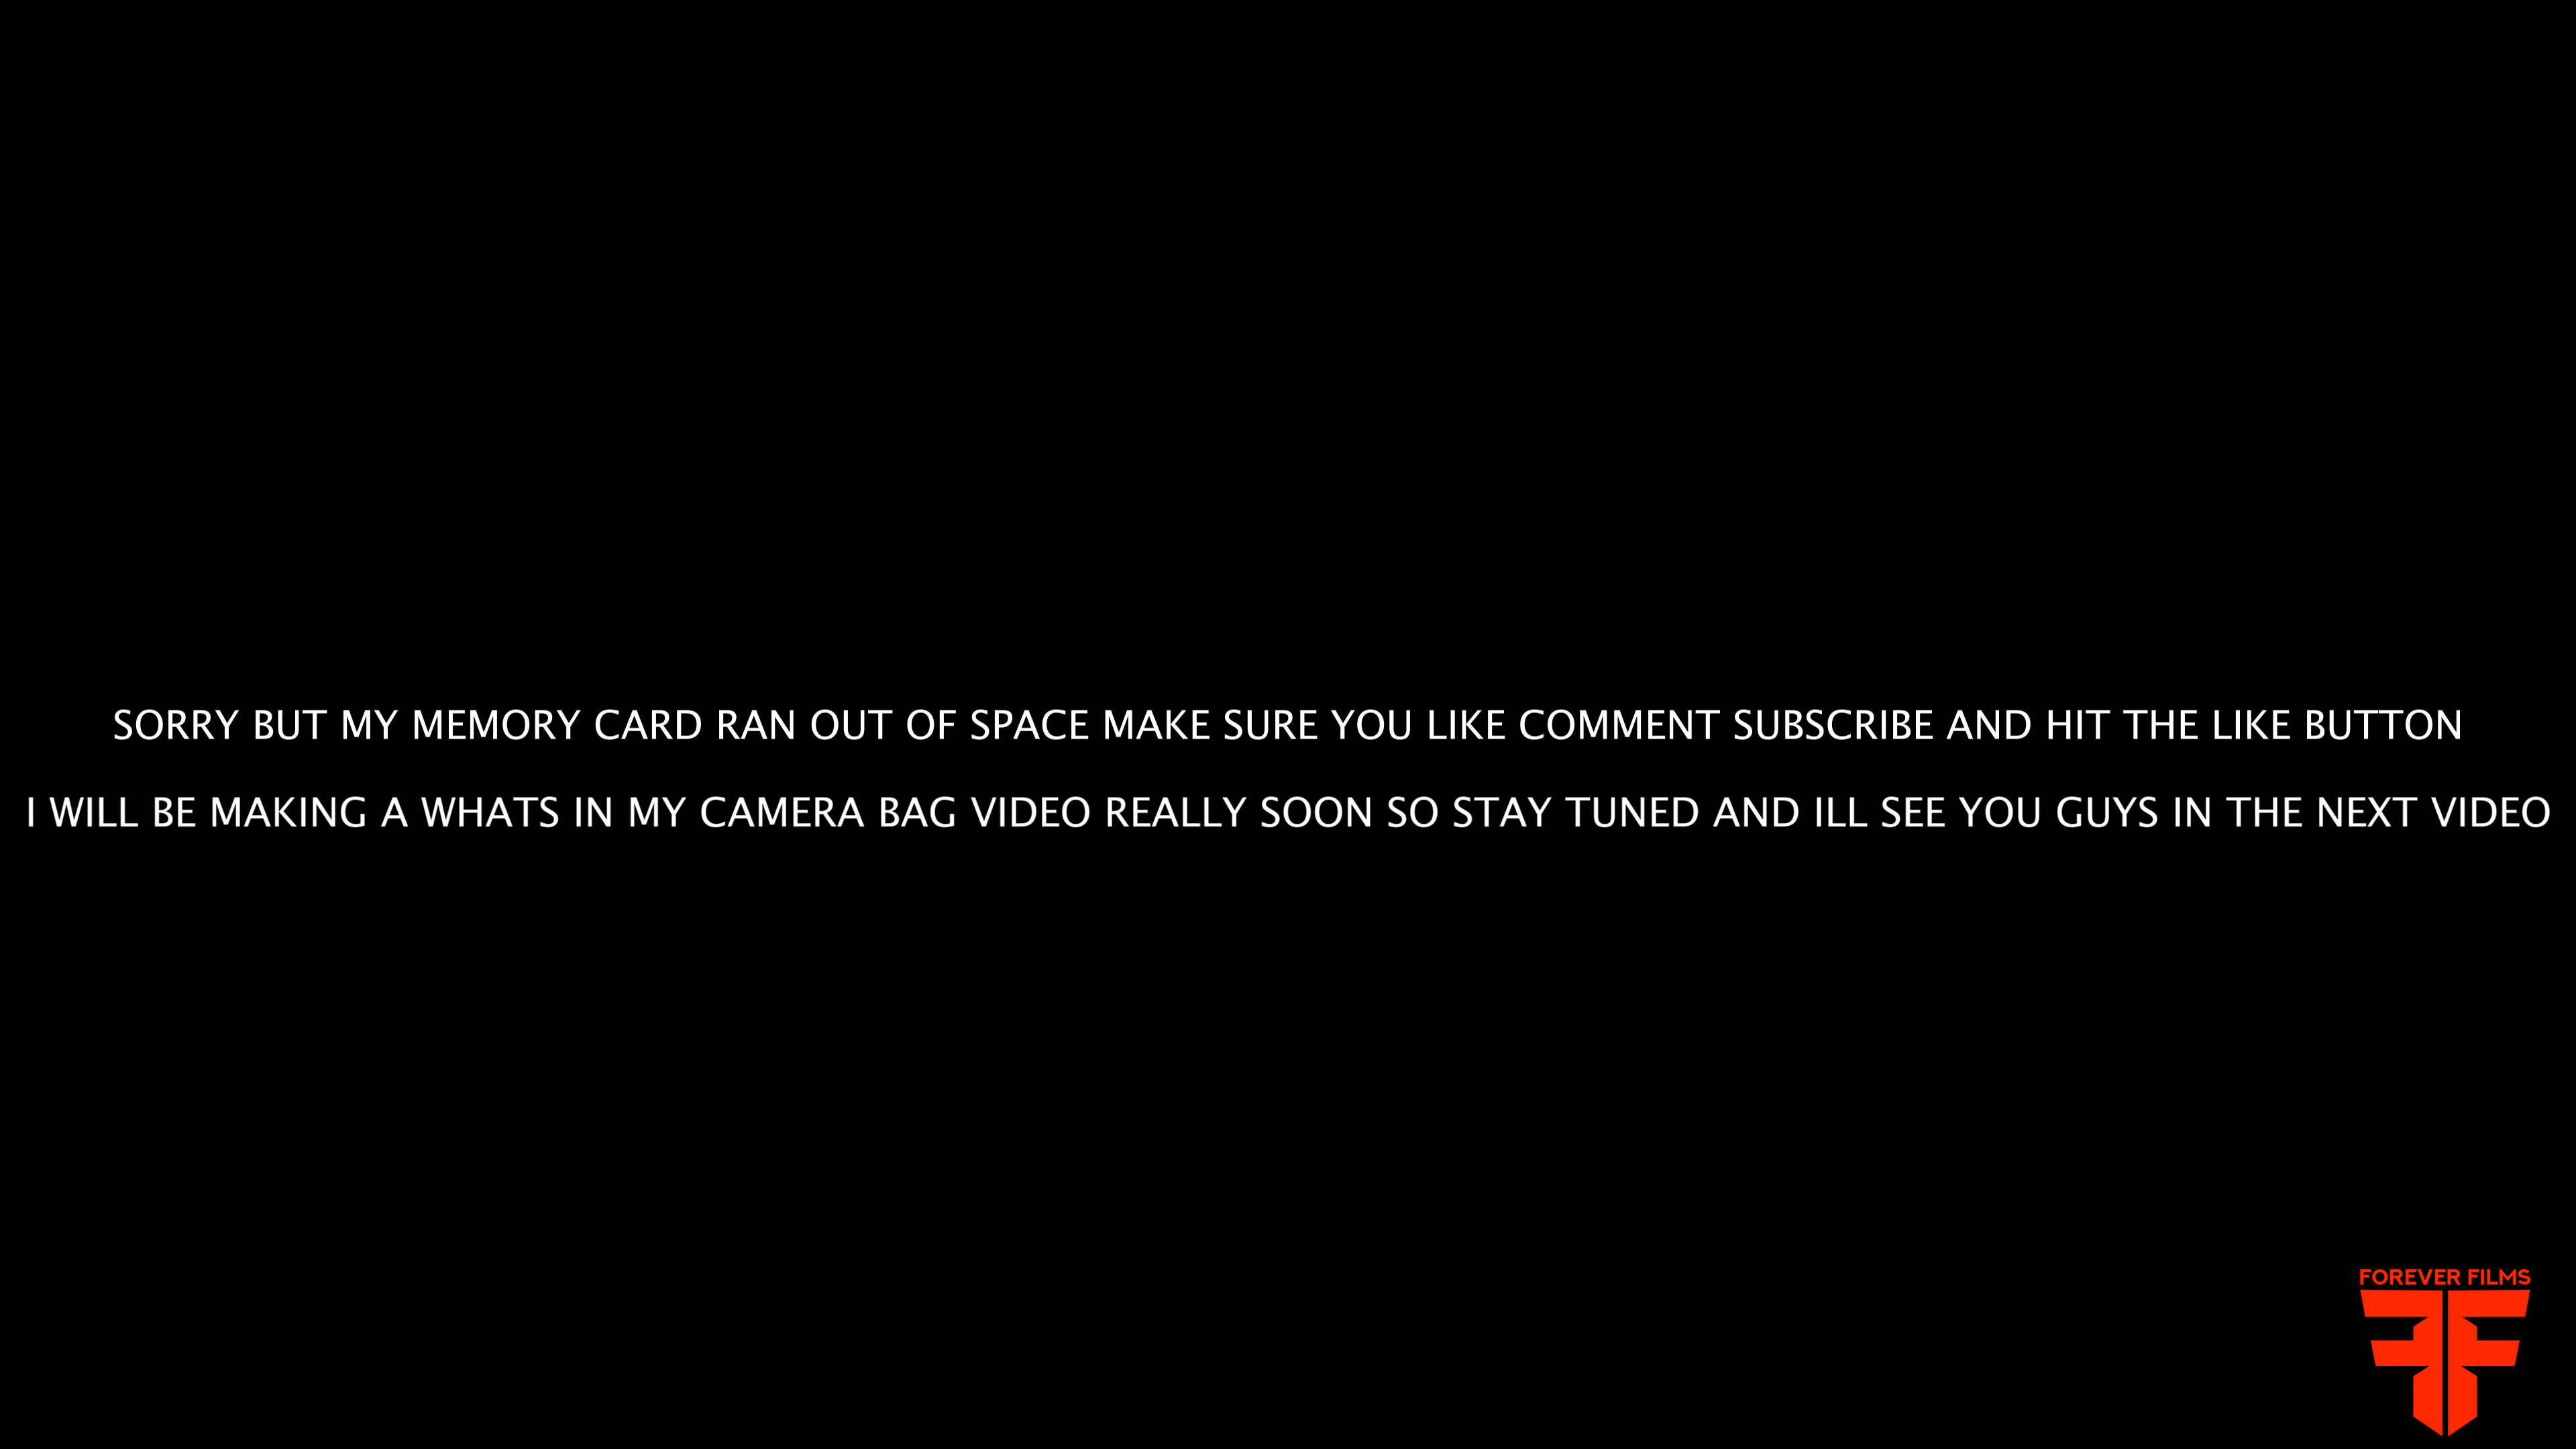 SORRY BUT MY MEMORY CARD RAN OUT OF SPACE MAKE SURE YOU LIKE COMMENT SUBSCRIBE AND HIT THE LIKE BUTTON
I WILL BE MAKING A WHATS IN MY CAMERA BAG VIDEO REALLY SOON SO STAY TUNED AND ILL SEE YOU GUYS IN THE NEXT VIDEO
FOREVER FILMS